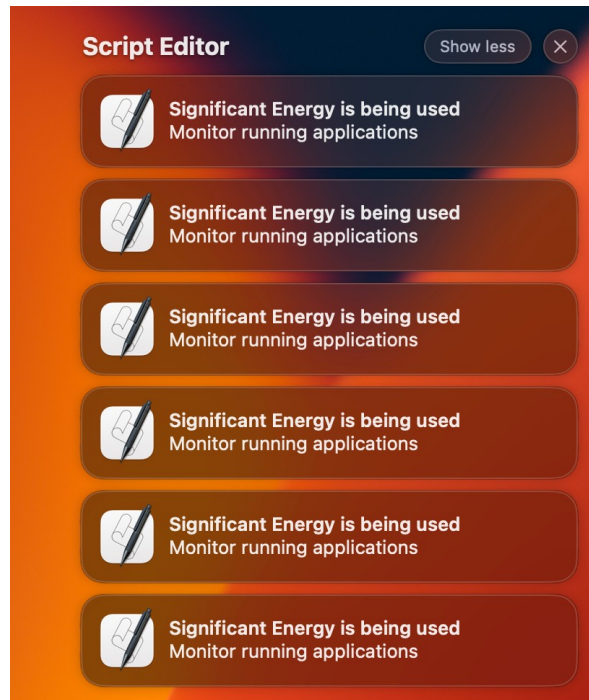 Script Editor
Show less
Significant Energy is being used
Monitor running applications
Significant Energy is being used
Monitor running applications
Significant Energy is being used
Monitor running applications
Significant Energy is being used
Monitor running applications
Significant Energy is being used
Monitor running applications
Significant Energy is being used
Monitor running applications